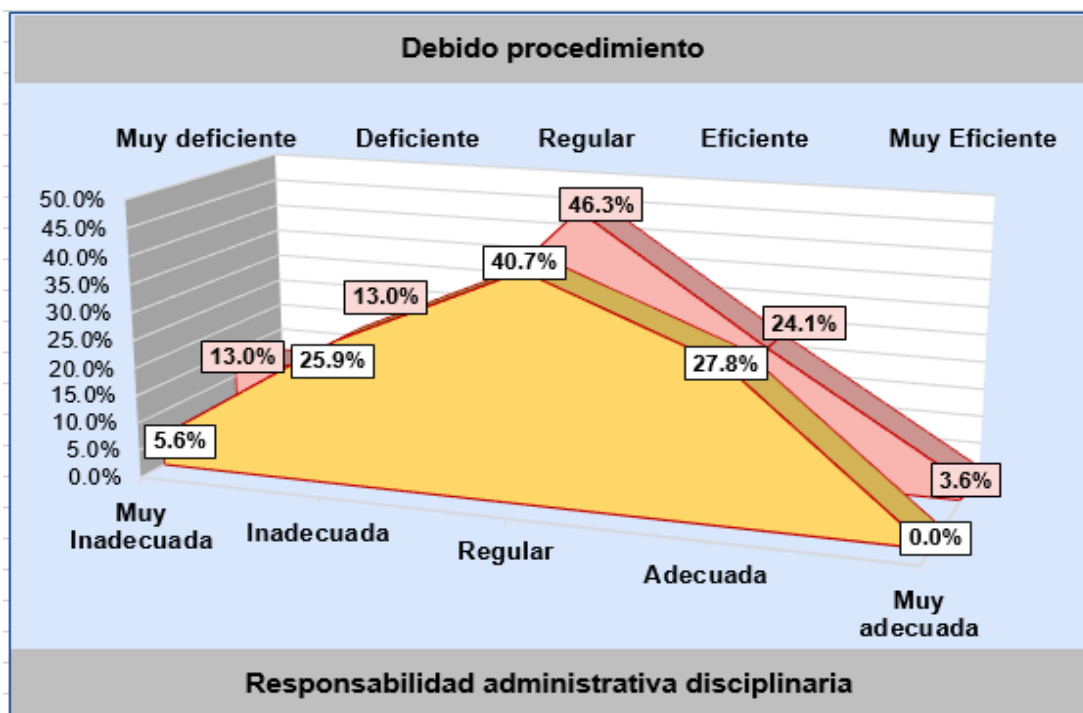 Debido procedimiento
Muy deficiente Deficiente Regular Eficiente Muy Eficiente
50.0%
45.0%
40.0%
35.0%
30.0%
25.0%
20.0%
15.0%
10.0%
5.0%
0.0%
46.3%
40.7%
13.0%
24.1%
13.0%
25.9%
27.8%
5.6%
3.6%
0.0%
Muy
Inadecuada
Inadecuada
Regular
Adecuada
Muy
adecuada
Responsabilidad administrativa disciplinaria